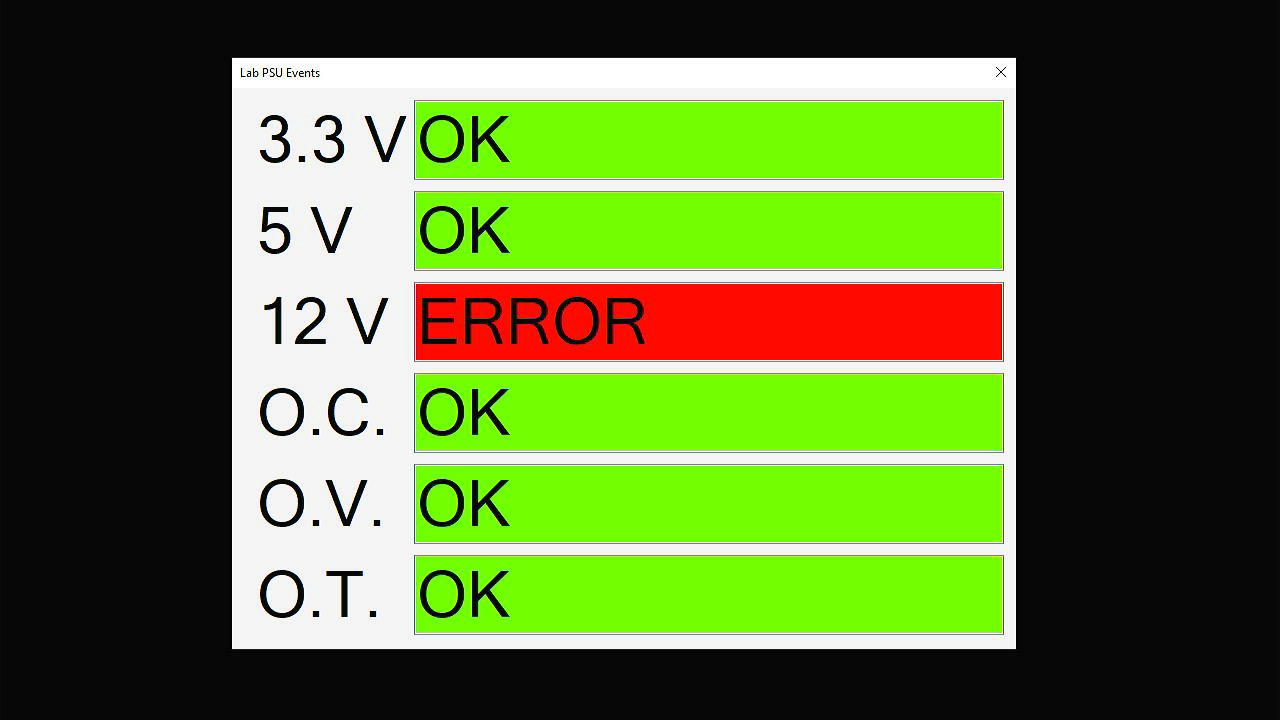 Lab PSU Events
3.3 V OK
5 V OK
12 V ERROR
O.C. OK
O.V. OK
O.T. OK